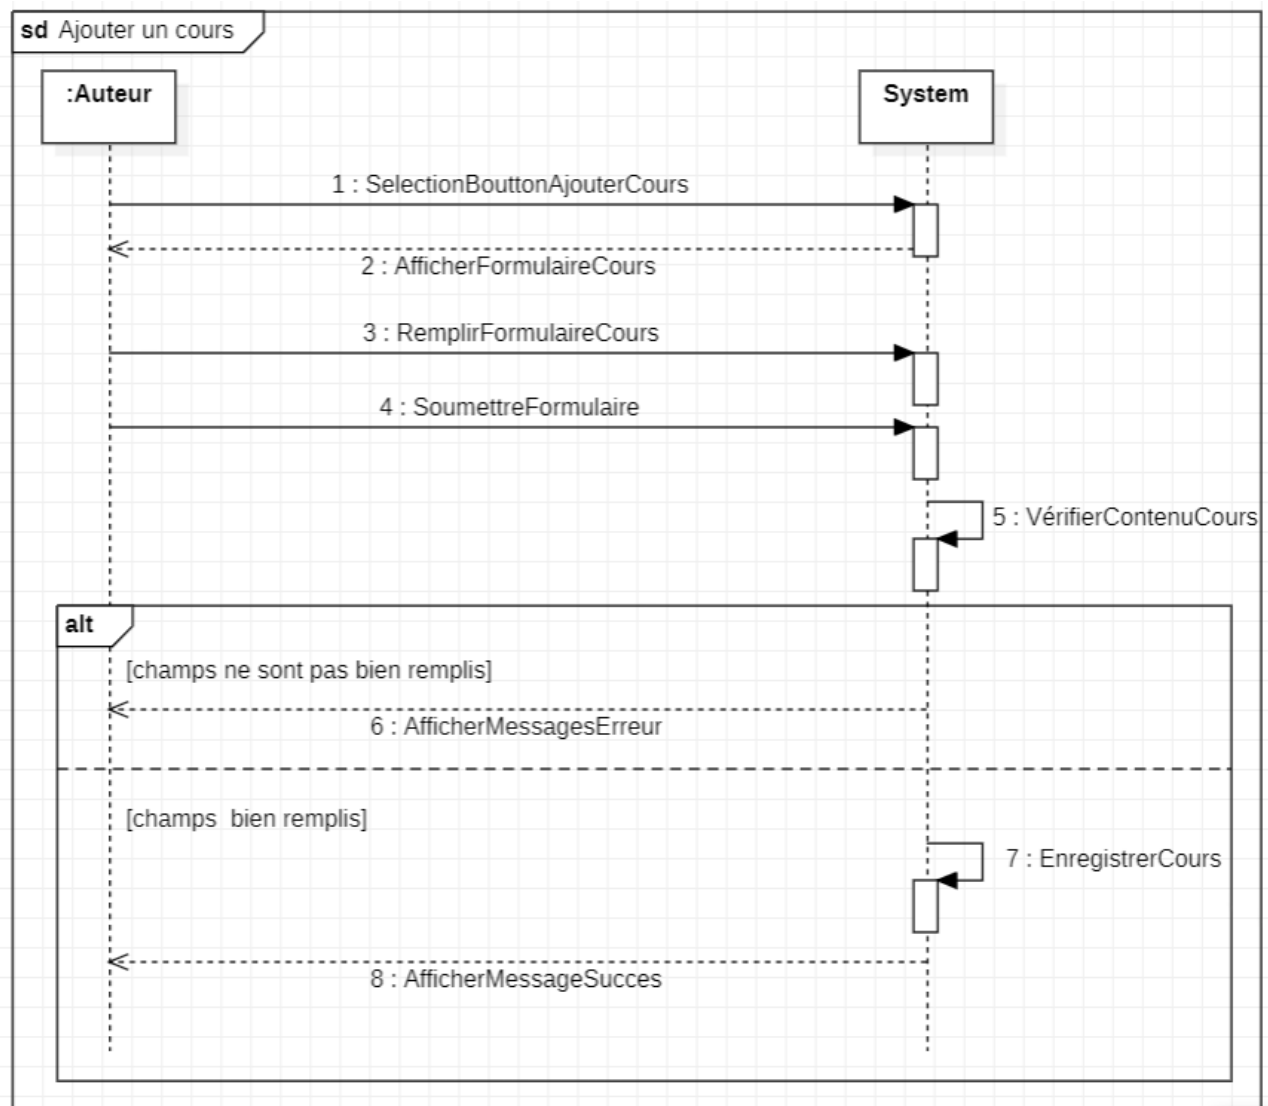 sd Ajouter un cours
:Auteur
System
1 : SelectionBouttonAjouterCours
2 : AfficherFormulaireCours
3 : RemplirFormulaireCours
4 : SoumettreFormulaire
5 : VérifierContenuCours
alt
[champs ne sont pas bien remplis]
6 : AfficherMessagesErreur
[champs  bien remplis]
7 : EnregistrerCours
8 : AfficherMessageSucces